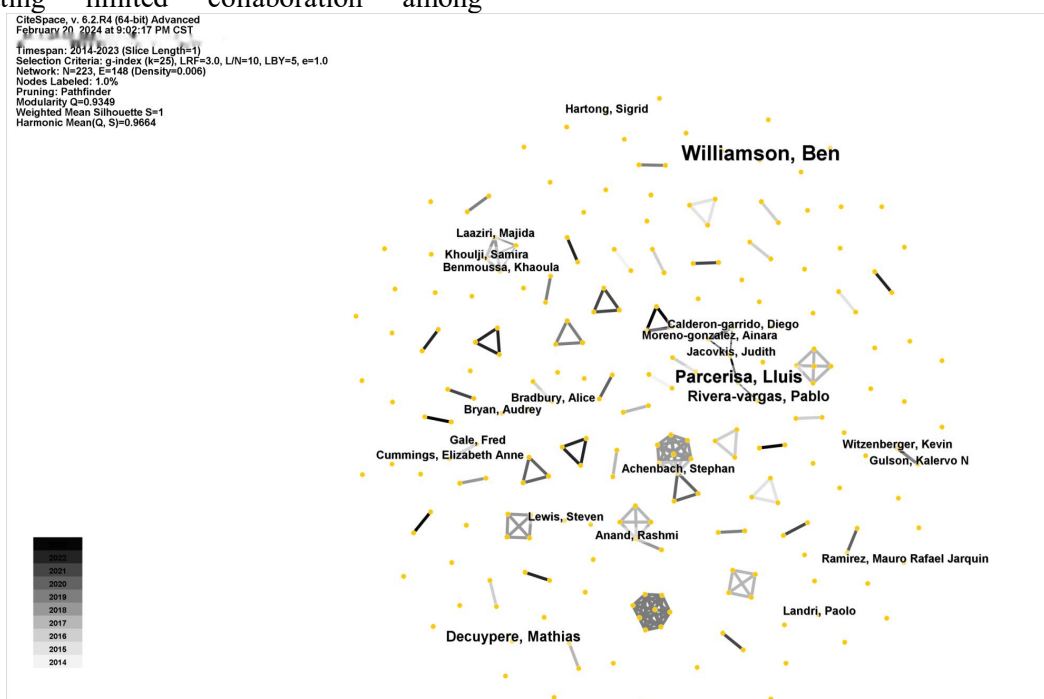 ting limited collaboration among
CiteSpace, v. 6.2.R4 (64-bit) Advanced
February 20, 2024 at 9:02:17 PM CST
Timespan: 2014-2023 (Slice Length=1)
Selection Criteria: g-index (k=25), LRF=3.0, L/N=10, LBY=5, e=1.0
Network: N=223, E=148 (Density=0.006)
Nodes Labeled: 1.0%
Pruning: Pathfinder
Modularity Q=0.9349
Weighted Mean Silhouette S=1
Harmonic Mean(Q, S)=0.9664
Hartong, Sigrid
Williamson, Ben
Laaziri, Majida
Khoulji, Samira
Benmoussa, Khaoula
Calderon-garrido, Diego
Moreno-gonzalez, Ainara
Jacovkis, Judith
Parcerisa, Lluis
Rivera-vargas, Pablo
Bradbury, Alice
Bryan, Audrey
Gale, Fred
Cummings, Elizabeth Anne
Witzenberger, Kevin
Gulson, Kalervo N
Achenbach, Stephan
Lewis, Steven
Anand, Rashmi
Ramirez, Mauro Rafael Jarquin
Landri, Paolo
Decuypere, Mathias
2022
2021
2020
2019
2018
2017
2016
2015
2014